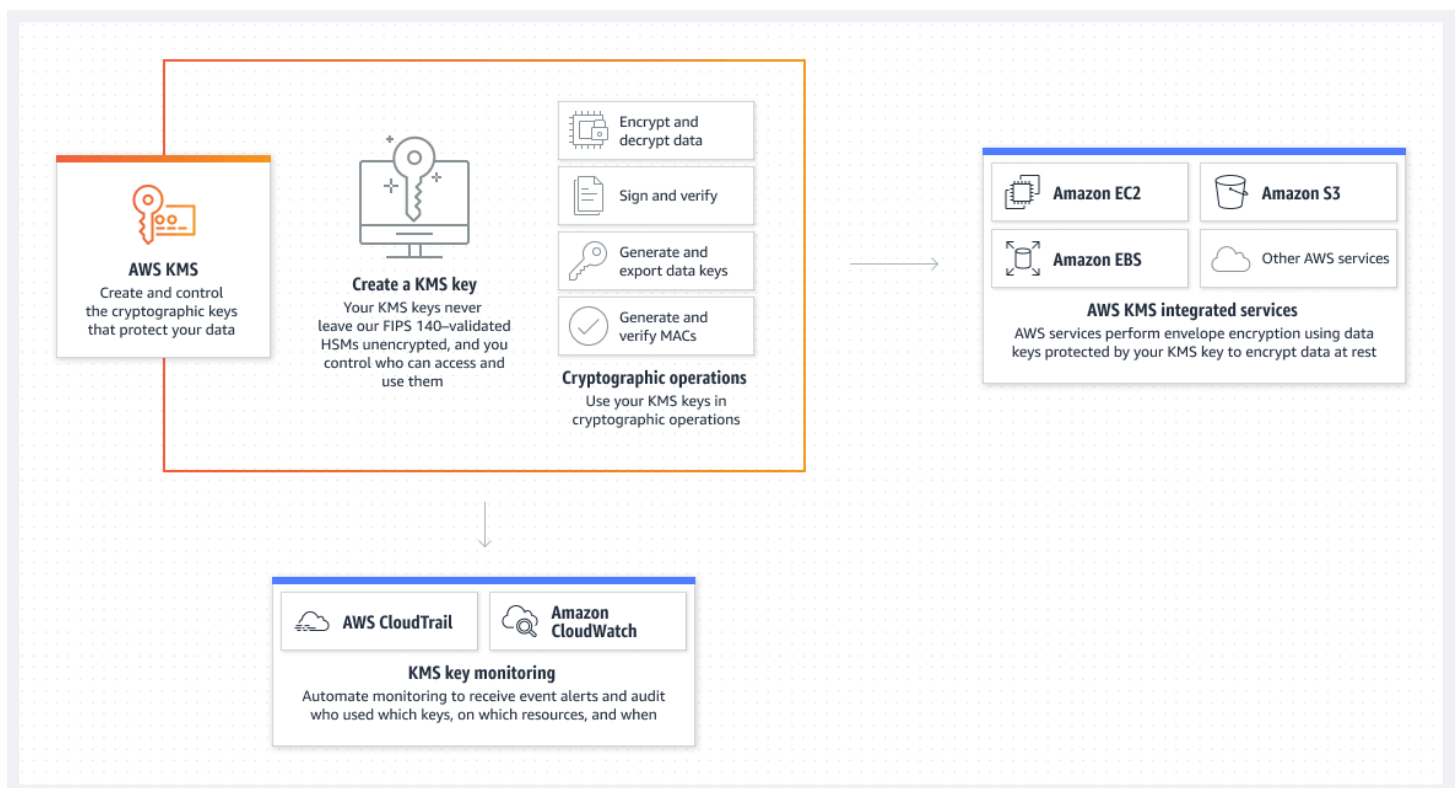 AWS KMS
Create and control
the cryptographic keys
that protect your data
Create a KMS key
Your KMS keys never
leave our FIPS 140–validated
HSMs unencrypted, and you
control who can access and
use them
Encrypt and
decrypt data
Sign and verify
Generate and
export data keys
Generate and
verify MACs
Cryptographic operations
Use your KMS keys in
cryptographic operations
Amazon EC2
Amazon S3
Amazon EBS
Other AWS services
AWS KMS integrated services
AWS services perform envelope encryption using data
keys protected by your KMS key to encrypt data at rest
AWS CloudTrail
Amazon
CloudWatch
KMS key monitoring
Automate monitoring to receive event alerts and audit
who used which keys, on which resources, and when